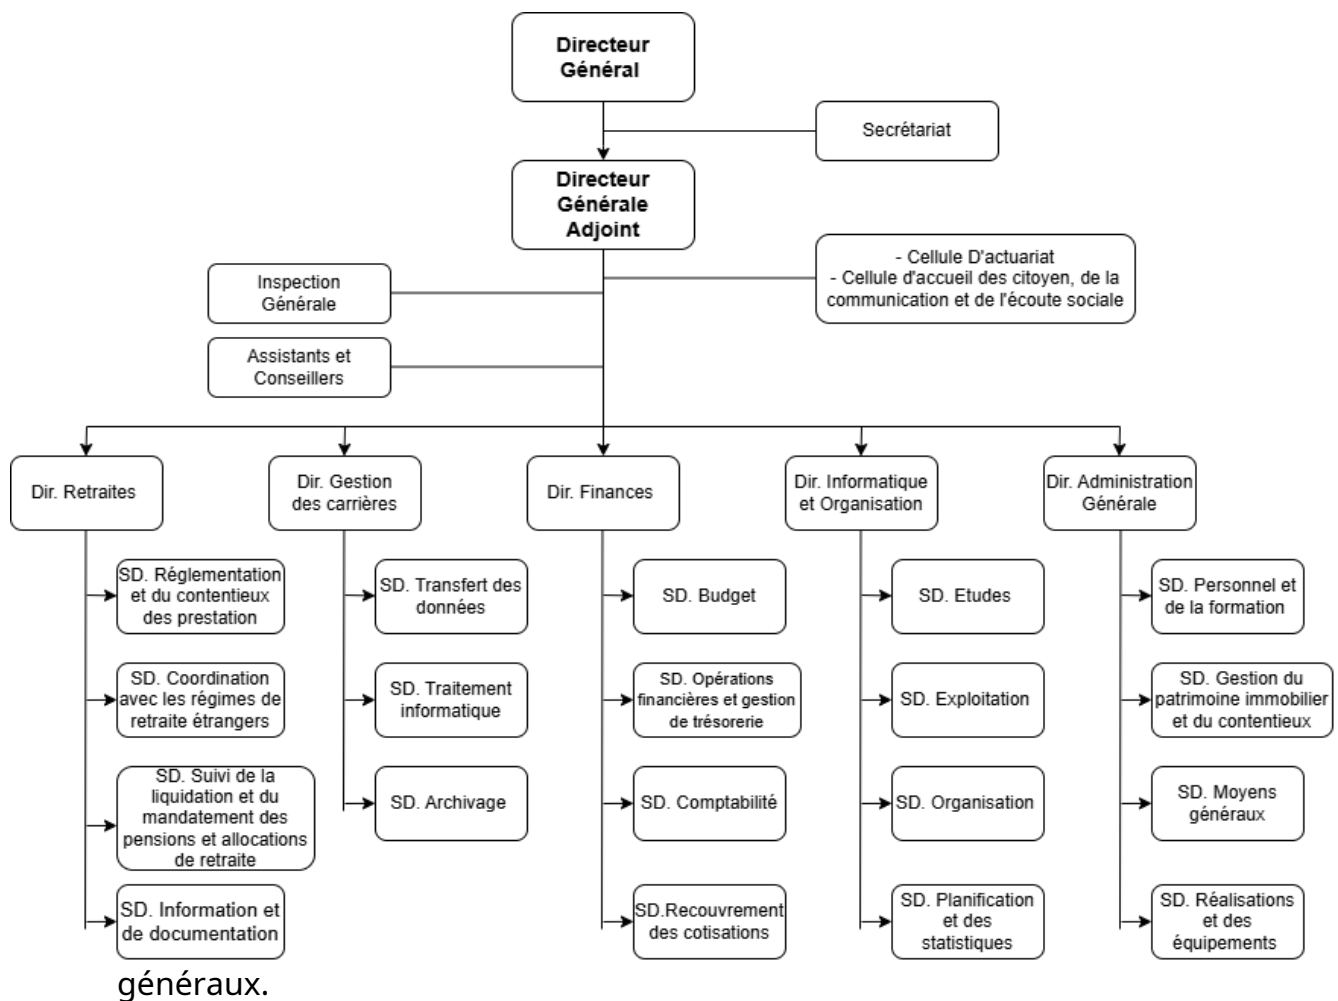 Directeur
Général
Secrétariat
Directeur
Générale
Adjoint
- Cellule D'actuariat
- Cellule d'accueil des citoyen, de la
communication et de l'écoute sociale
Inspection
Générale
Assistants et
Conseillers
Dir. Retraites
Dir. Gestion
des carrières
Dir. Finances
Dir. Informatique
et Organisation
Dir. Administration
Générale
SD. Réglementation
et du contentieux
des prestation
SD. Coordination
avec les régimes de
retraite étrangers
SD. Suivi de la
liquidation et du
mandatement des
pensions et allocations
de retraite
SD. Information et
de documentation
SD. Transfert des
données
SD. Traitement
informatique
SD. Archivage
SD. Budget
SD. Opérations
financières et gestion
de trésorerie
SD. Comptabilité
SD.Recouvrement
des cotisations
SD. Etudes
SD. Exploitation
SD. Organisation
SD. Planification
et des
statistiques
SD. Personnel et
de la formation
SD. Gestion du
patrimoine immobilier
et du contentieux
SD. Moyens
généraux
SD. Réalisations
et des
équipements
généraux.